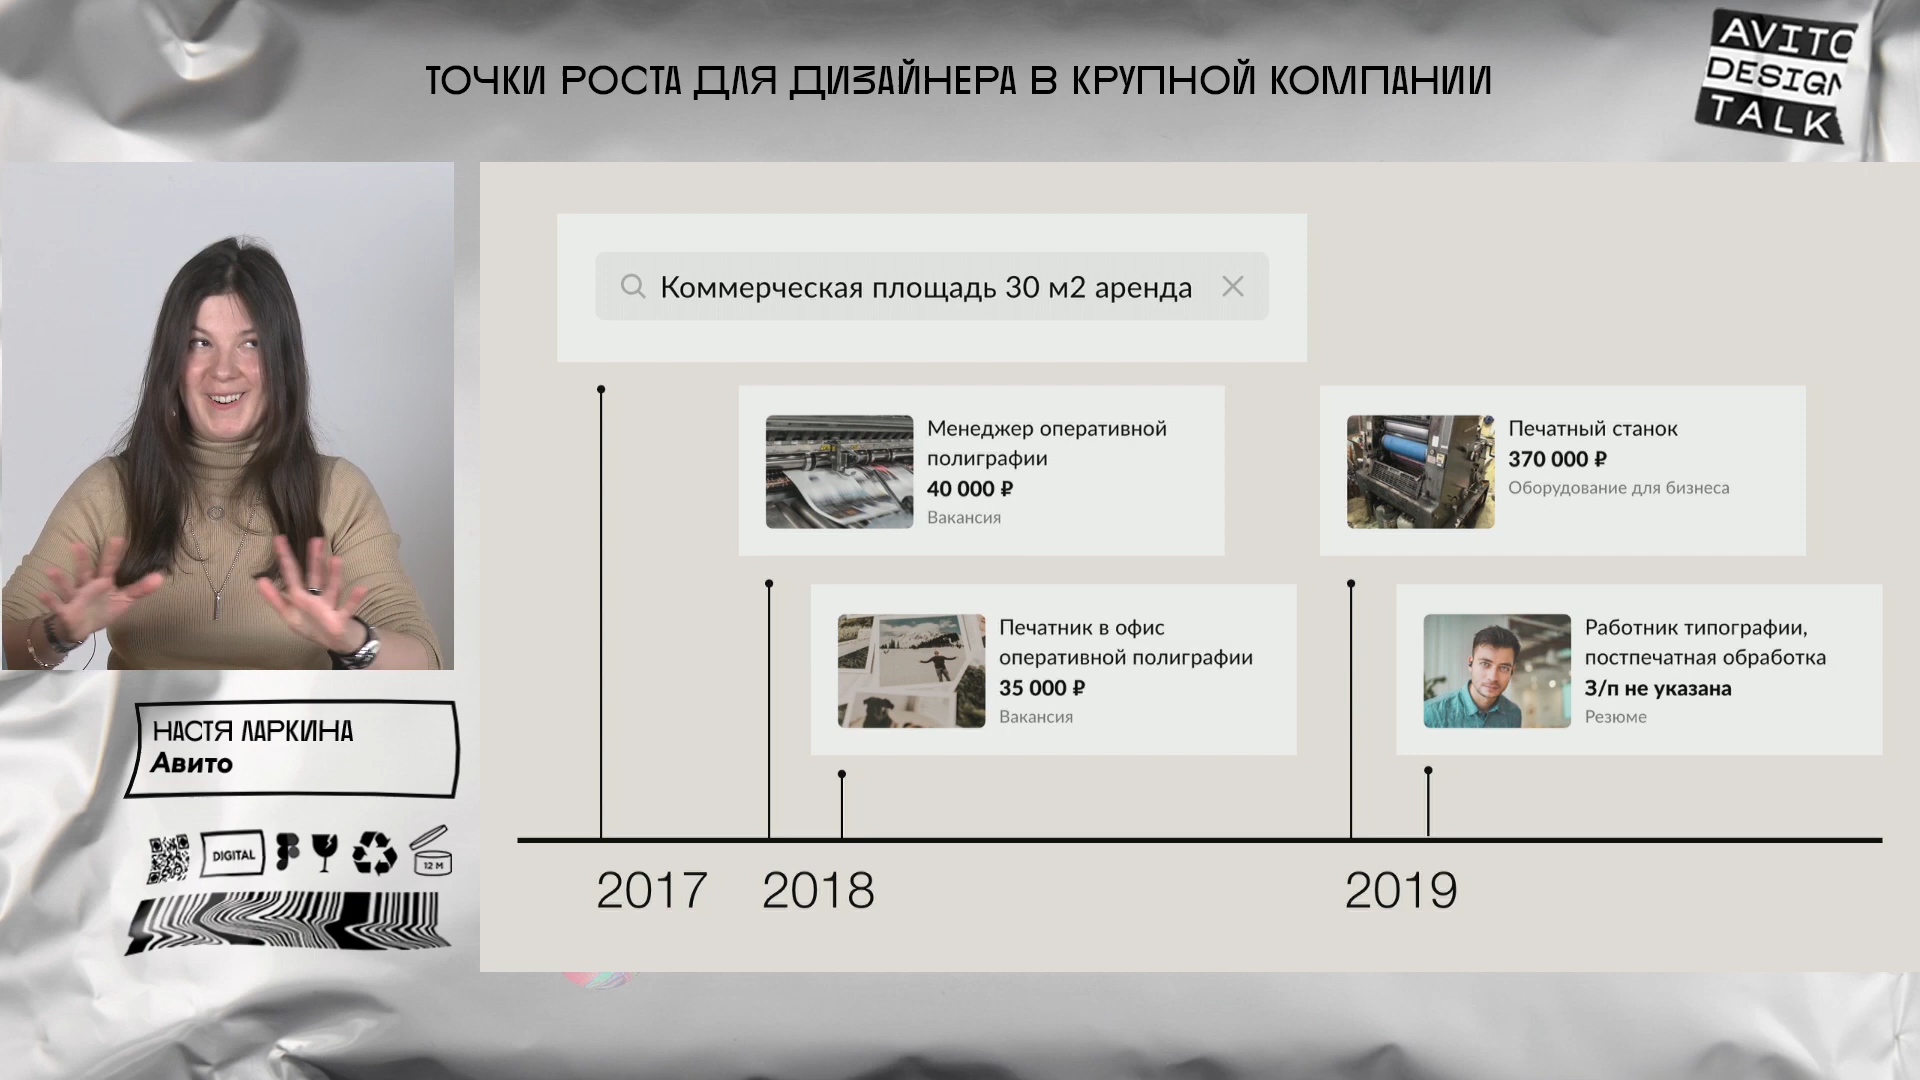 ТОЧКИ РОСТА ДЛЯ ДИЗАЙНЕРА В КРУПНОЙ КОМПАНИИ
AVITO
DESIGN
TALK
Коммерческая площадь 30 м2 аренда
Менеджер оперативной
полиграфии
40 000 ₽
Вакансия
Печатный станок
370 000 ₽
Оборудование для бизнеса
Печатник в офис
оперативной полиграфии
35 000 ₽
Вакансия
Работник типографии,
постпечатная обработка
З/п не указана
Резюме
2017
2018
2019
НАСТЯ ЛАРКИНА
Авито
DIGITAL
12 M